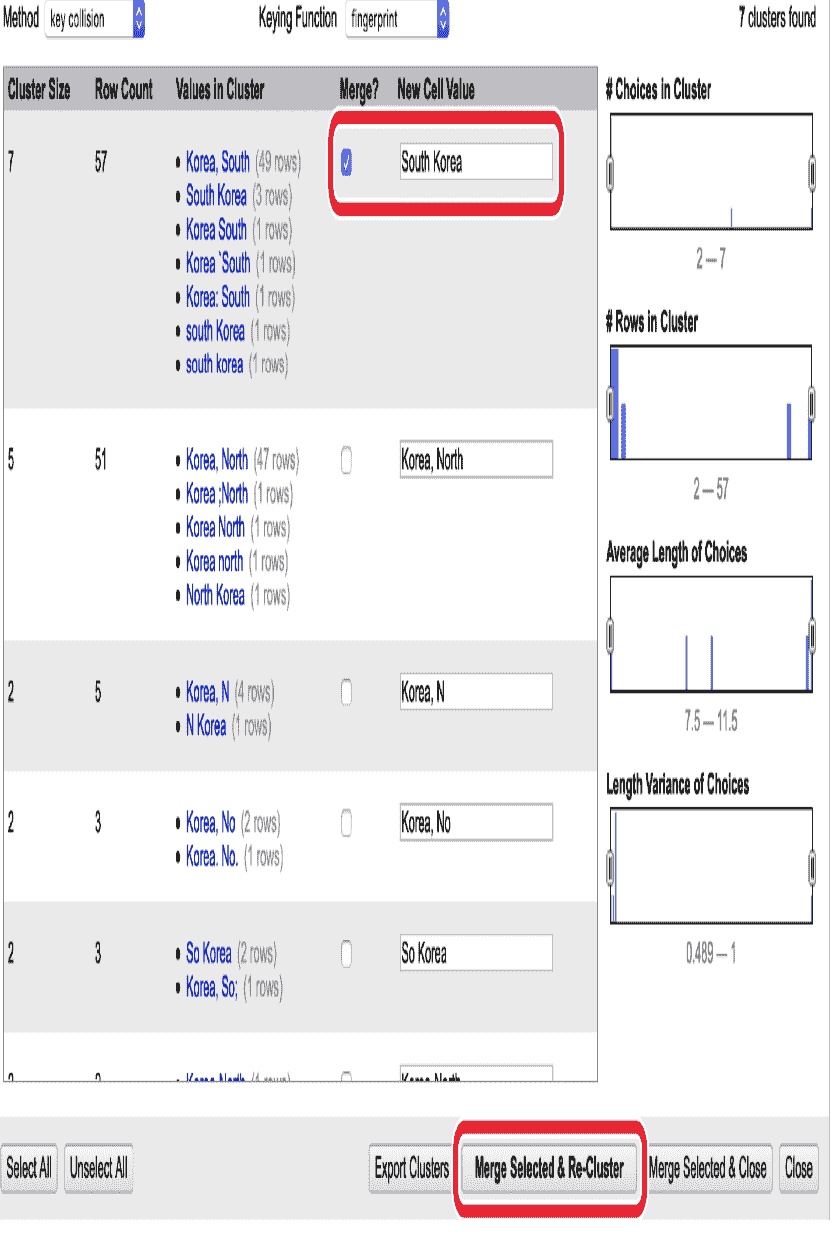 Method key collision Keying Function fingerprint 7 clusters found
Cluster Size Row Count Values in Cluster Merge? New Cell Value
7 57 • Korea, South (49 rows) South Korea
• South Korea (3 rows)
• Korea South (1 rows)
• Korea `South (1 rows)
• Korea: South (1 rows)
• south Korea (1 rows)
• south korea (1 rows)
5 51 • Korea, North (47 rows) Korea, North
• Korea ;North (1 rows)
• Korea North (1 rows)
• Korea north (1 rows)
• North Korea (1 rows)
2 5 • Korea, N (4 rows) Korea, N
• N Korea (1 rows)
2 3 • Korea, No (2 rows) Korea, No
• Korea. No. (1 rows)
2 3 • So Korea (2 rows) So Korea
• Korea, So; (1 rows)
# Choices in Cluster
2 — 7
# Rows in Cluster
2 — 57
Average Length of Choices
7.5 — 11.5
Length Variance of Choices
0.489 — 1
Select All Unselect All Export Clusters Merge Selected & Re-Cluster Merge Selected & Close Close